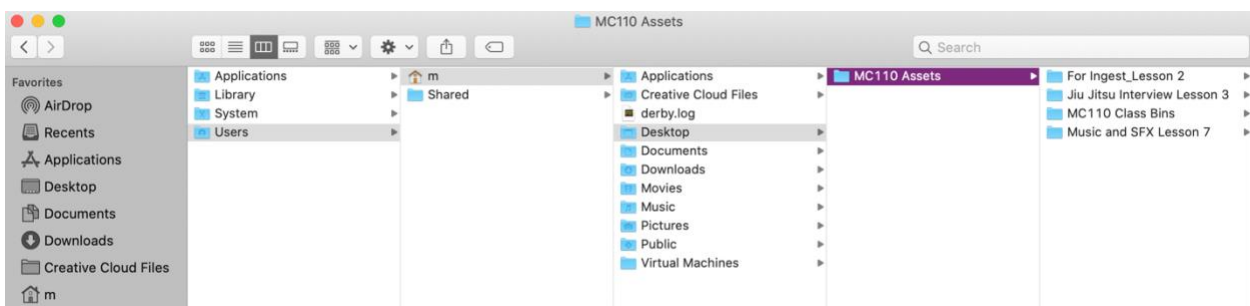 MC110 Assets
Search
Favorites
AirDrop
Recents
Applications
Desktop
Documents
Downloads
Creative Cloud Files
m
Applications
Library
System
Users
m
Shared
Applications
Creative Cloud Files
derby.log
Desktop
Documents
Downloads
Movies
Music
Pictures
Public
Virtual Machines
MC110 Assets
For Ingest_Lesson 2
Jiu Jitsu Interview Lesson 3
MC110 Class Bins
Music and SFX Lesson 7